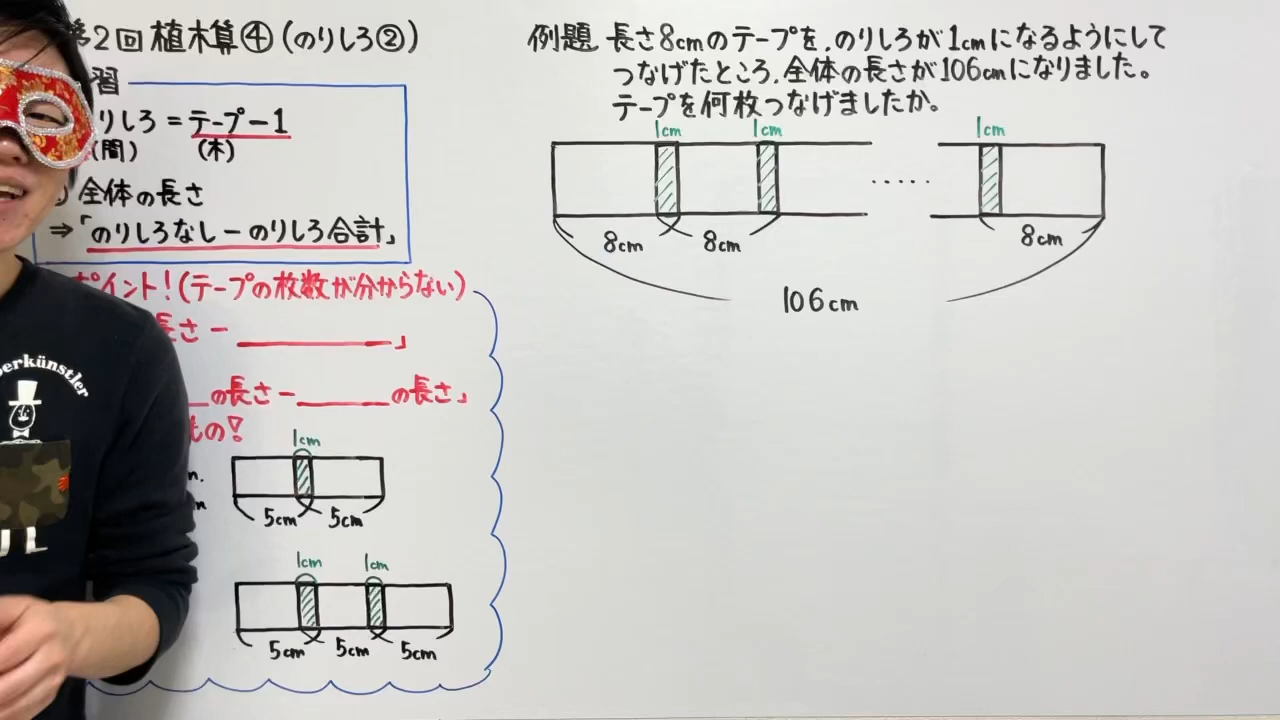 第2回 植木算④(のりしろ②)
習
りしろ = テープー1
(間) (木)
全体の長さ
⇒「のりしろなしーのりしろ合計」
ポイント!(テープの枚数が分からない)
長さー 」
の長さー の長さ」
もの!
1cm
5cm 5cm
1cm 1cm
5cm 5cm 5cm
erkünstler
例題 長さ8cmのテープを,のりしろが1cmになるようにして
つなげたところ,全体の長さが106cmになりました。
テープを何枚つなげましたか。
1cm 1cm 1cm
.....
8cm 8cm 8cm
106cm